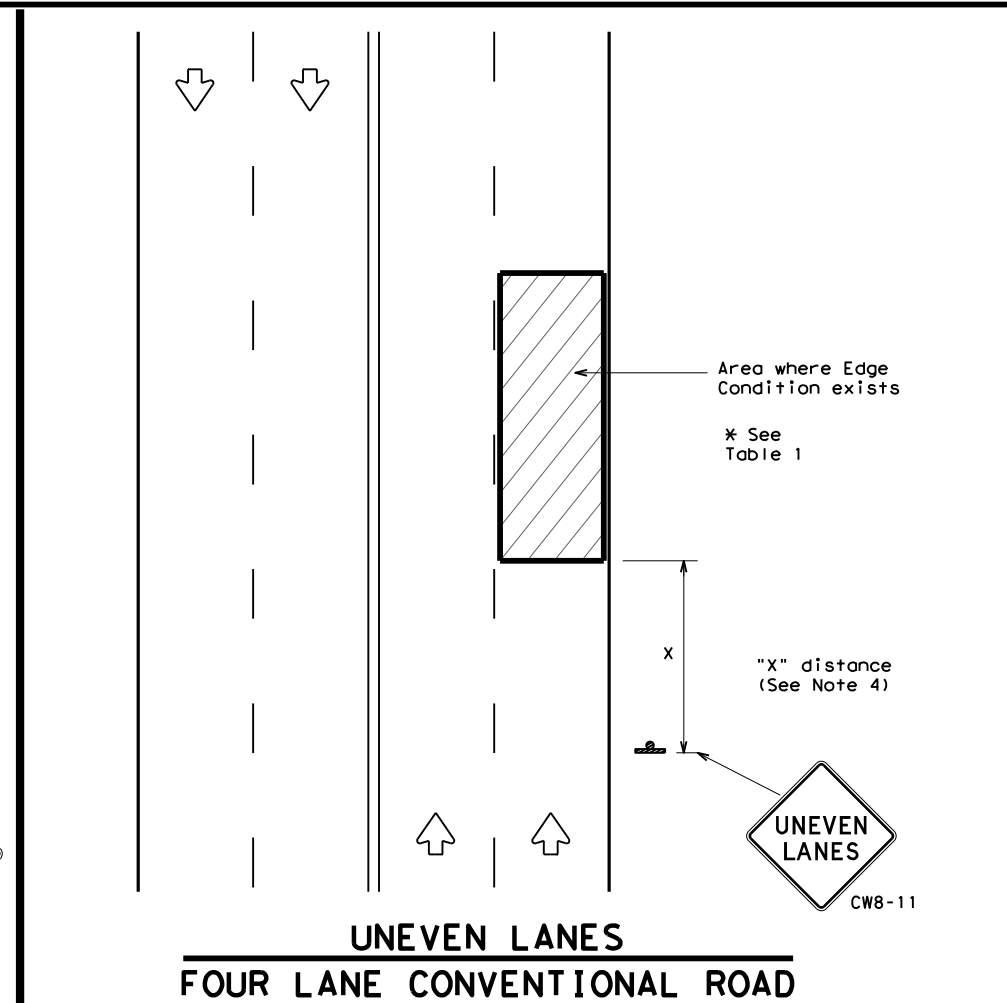 Area where Edge
Condition exists
* See
Table 1
X
"X" distance
(See Note 4)
UNEVEN
LANES
CW8-11
UNEVEN LANES
FOUR LANE CONVENTIONAL ROAD